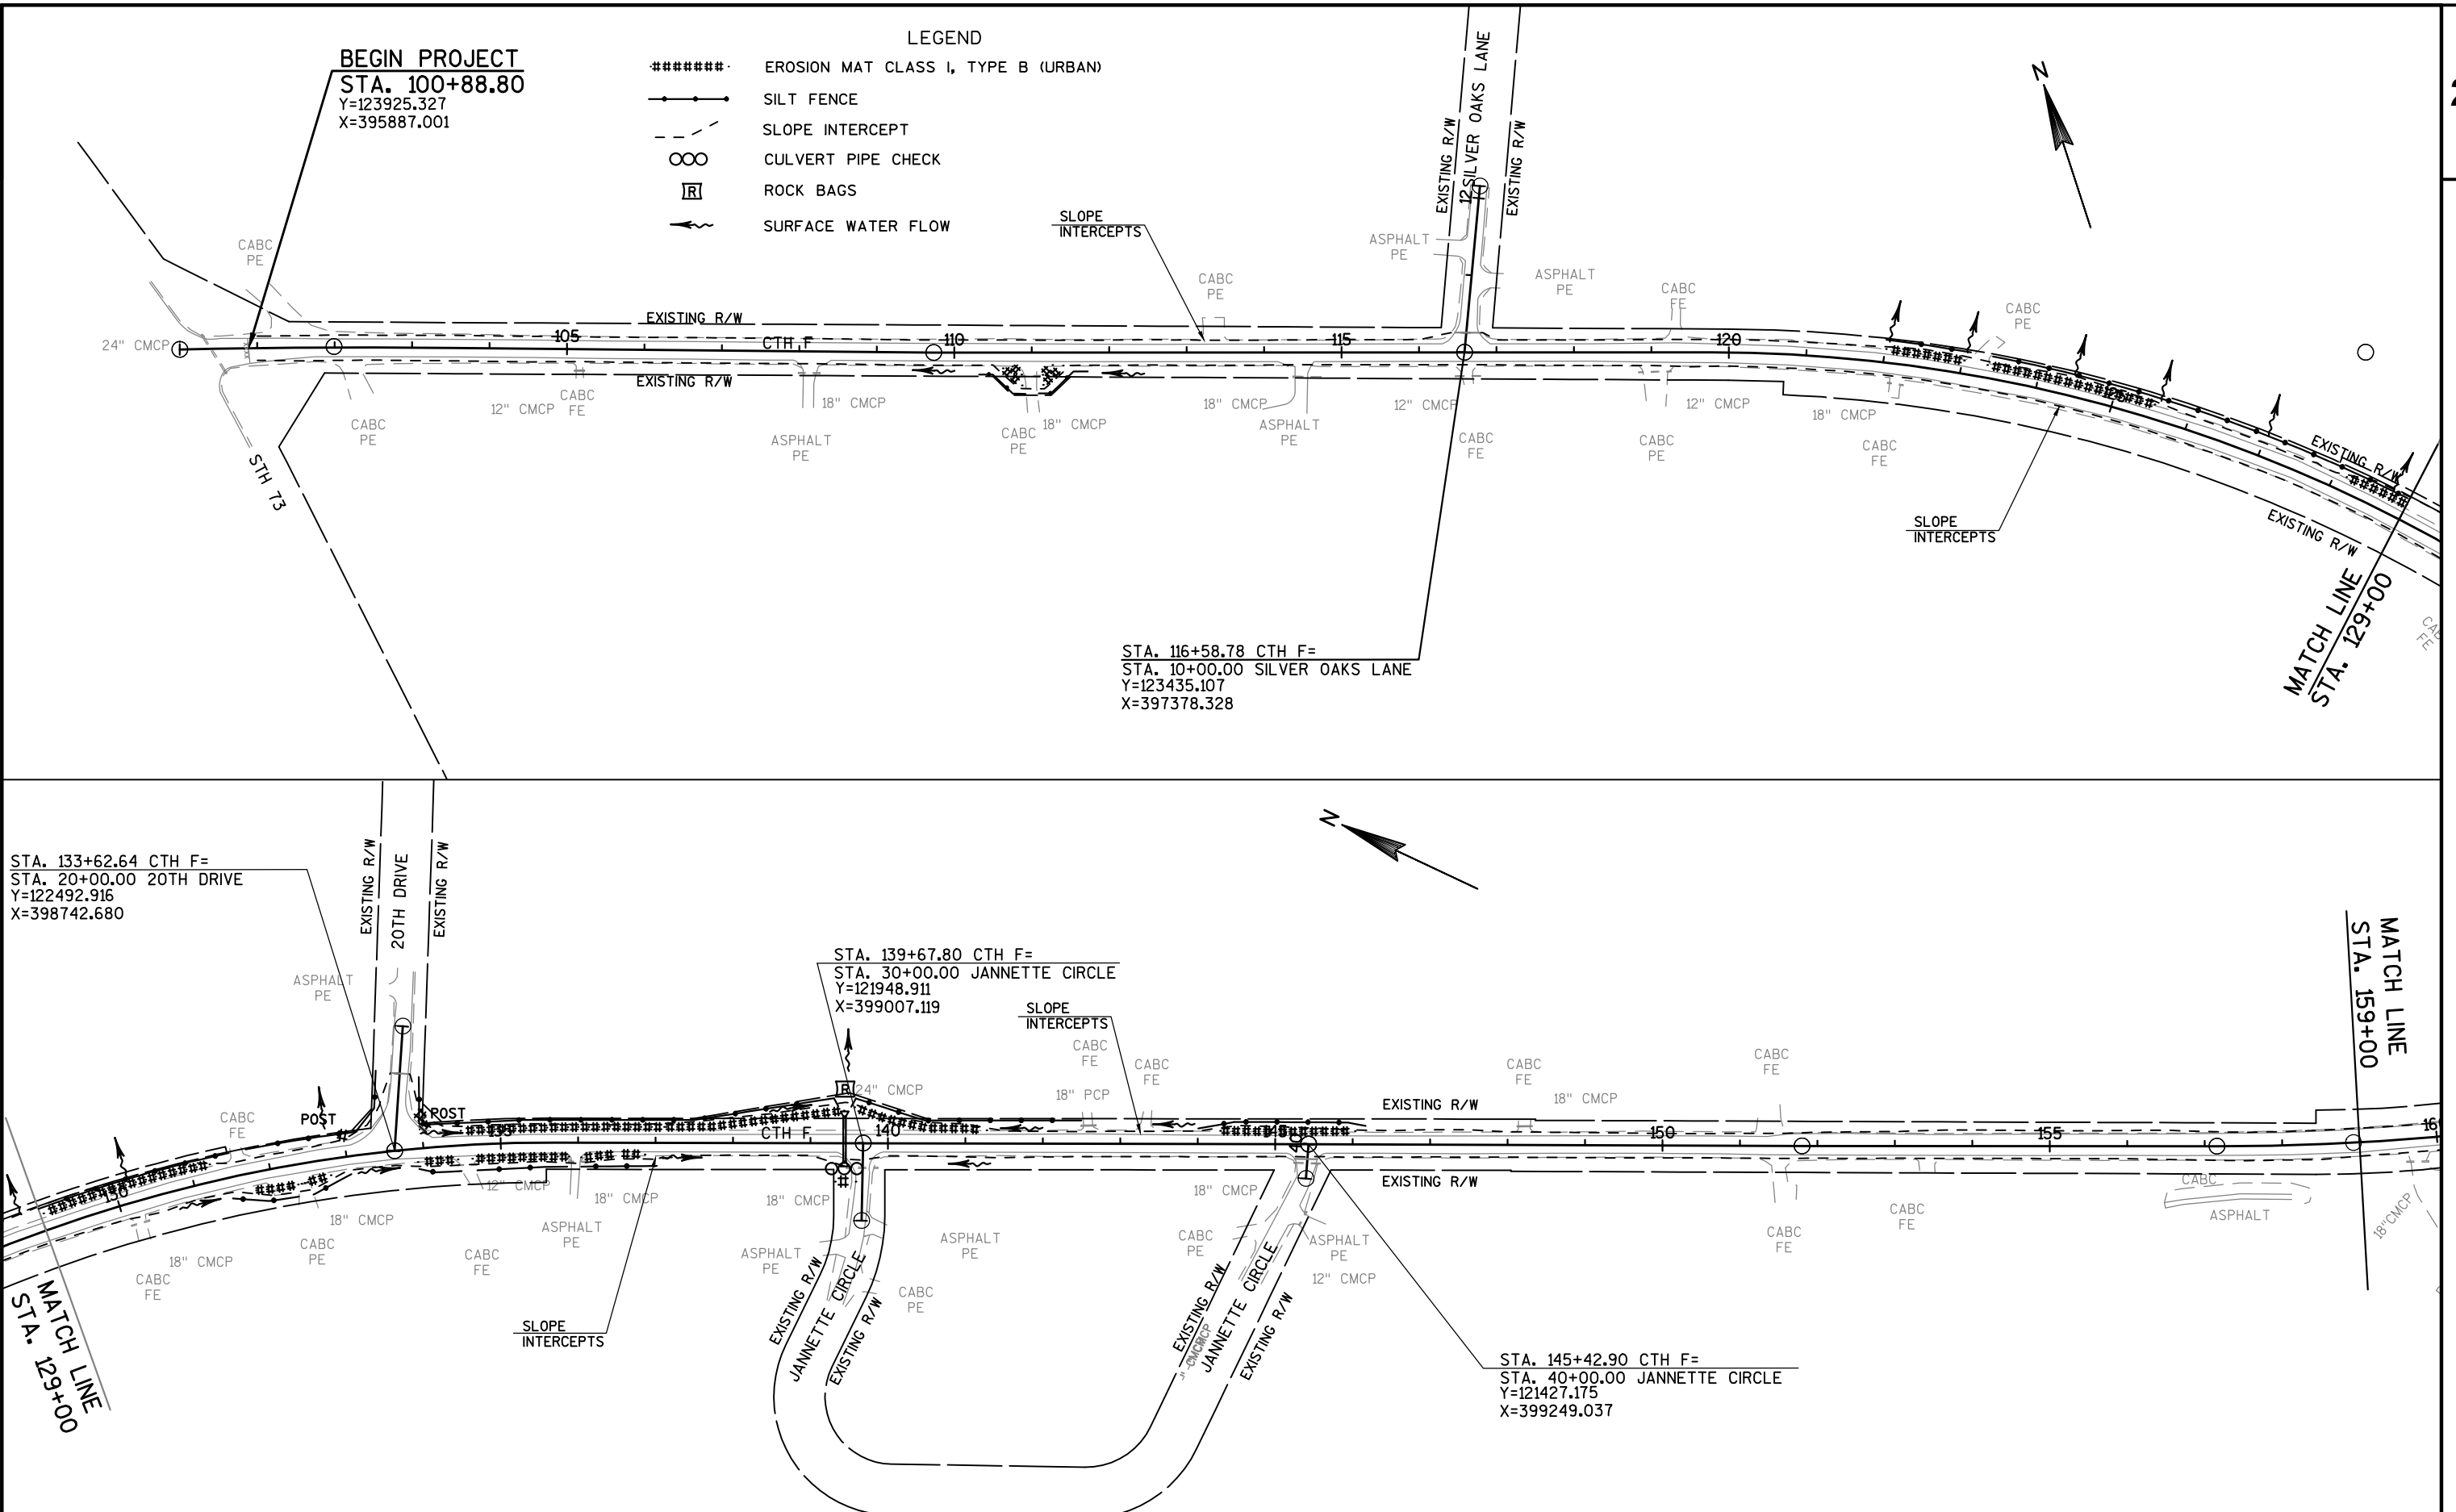 LEGEND
EROSION MAT CLASS I, TYPE B (URBAN)
SILT FENCE
SLOPE INTERCEPT
CULVERT PIPE CHECK
R
ROCK BAGS
SURFACE WATER FLOW
BEGIN PROJECT
STA. 100+88.80
Y=123925.327
X=395887.001
N
EXISTING R/W
12
SILVER OAKS LANE
EXISTING R/W
SLOPE
INTERCEPTS
CABC
PE
ASPHALT
PE
CABC
PE
ASPHALT
PE
CABC
FE
CABC
PE
24" CMCP
EXISTING R/W
105
CTH F
110
115
120
125
EXISTING R/W
12" CMCP
CABC
FE
18" CMCP
CABC
PE
18" CMCP
18" CMCP
12" CMCP
12" CMCP
18" CMCP
CABC
PE
ASPHALT
PE
ASPHALT
PE
CABC
FE
CABC
PE
CABC
FE
EXISTING R/W
STH 73
SLOPE
INTERCEPTS
EXISTING R/W
MATCH LINE
STA. 129+00
FE
STA. 116+58.78 CTH F=
STA. 10+00.00 SILVER OAKS LANE
Y=123435.107
X=397378.328
N
STA. 133+62.64 CTH F=
STA. 20+00.00 20TH DRIVE
Y=122492.916
X=398742.680
EXISTING R/W
20TH DRIVE
EXISTING R/W
STA. 139+67.80 CTH F=
STA. 30+00.00 JANNETTE CIRCLE
Y=121948.911
X=399007.119
SLOPE
INTERCEPTS
MATCH LINE
STA. 159+00
ASPHALT
PE
CABC
FE
CABC
FE
CABC
FE
CABC
FE
CABC
FE
R
24" CMCP
18" PCP
18" CMCP
POST
POST
EXISTING R/W
130
135
CTH F
140
145
40
150
155
EXISTING R/W
12" CMCP
18" CMCP
18" CMCP
18" CMCP
18" CMCP
18" CMCP
18" CMCP
CABC
ASPHALT
CABC
FE
CABC
PE
CABC
FE
ASPHALT
PE
ASPHALT
PE
ASPHALT
PE
CABC
PE
CABC
PE
ASPHALT
PE
12" CMCP
CABC
FE
CABC
FE
MATCH LINE
STA. 129+00
SLOPE
INTERCEPTS
EXISTING R/W
JANNETTE CIRCLE
EXISTING R/W
EXISTING R/W
JANNETTE CIRCLE
EXISTING R/W
STA. 145+42.90 CTH F=
STA. 40+00.00 JANNETTE CIRCLE
Y=121427.175
X=399249.037